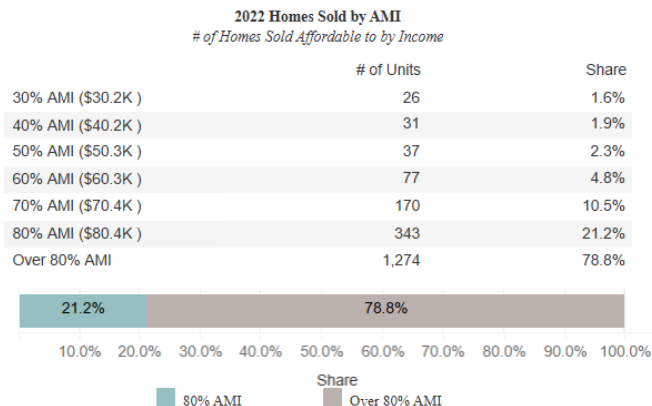 2022 Homes Sold by AMI
# of Homes Sold Affordable to by Income
# of Units Share
30% AMI ($30.2K ) 26 1.6%
40% AMI ($40.2K ) 31 1.9%
50% AMI ($50.3K ) 37 2.3%
60% AMI ($60.3K ) 77 4.8%
70% AMI ($70.4K ) 170 10.5%
80% AMI ($80.4K ) 343 21.2%
Over 80% AMI 1,274 78.8%
21.2% 78.8%
10.0% 20.0% 30.0% 40.0% 50.0% 60.0% 70.0% 80.0% 90.0% 100.0%
Share
80% AMI Over 80% AMI